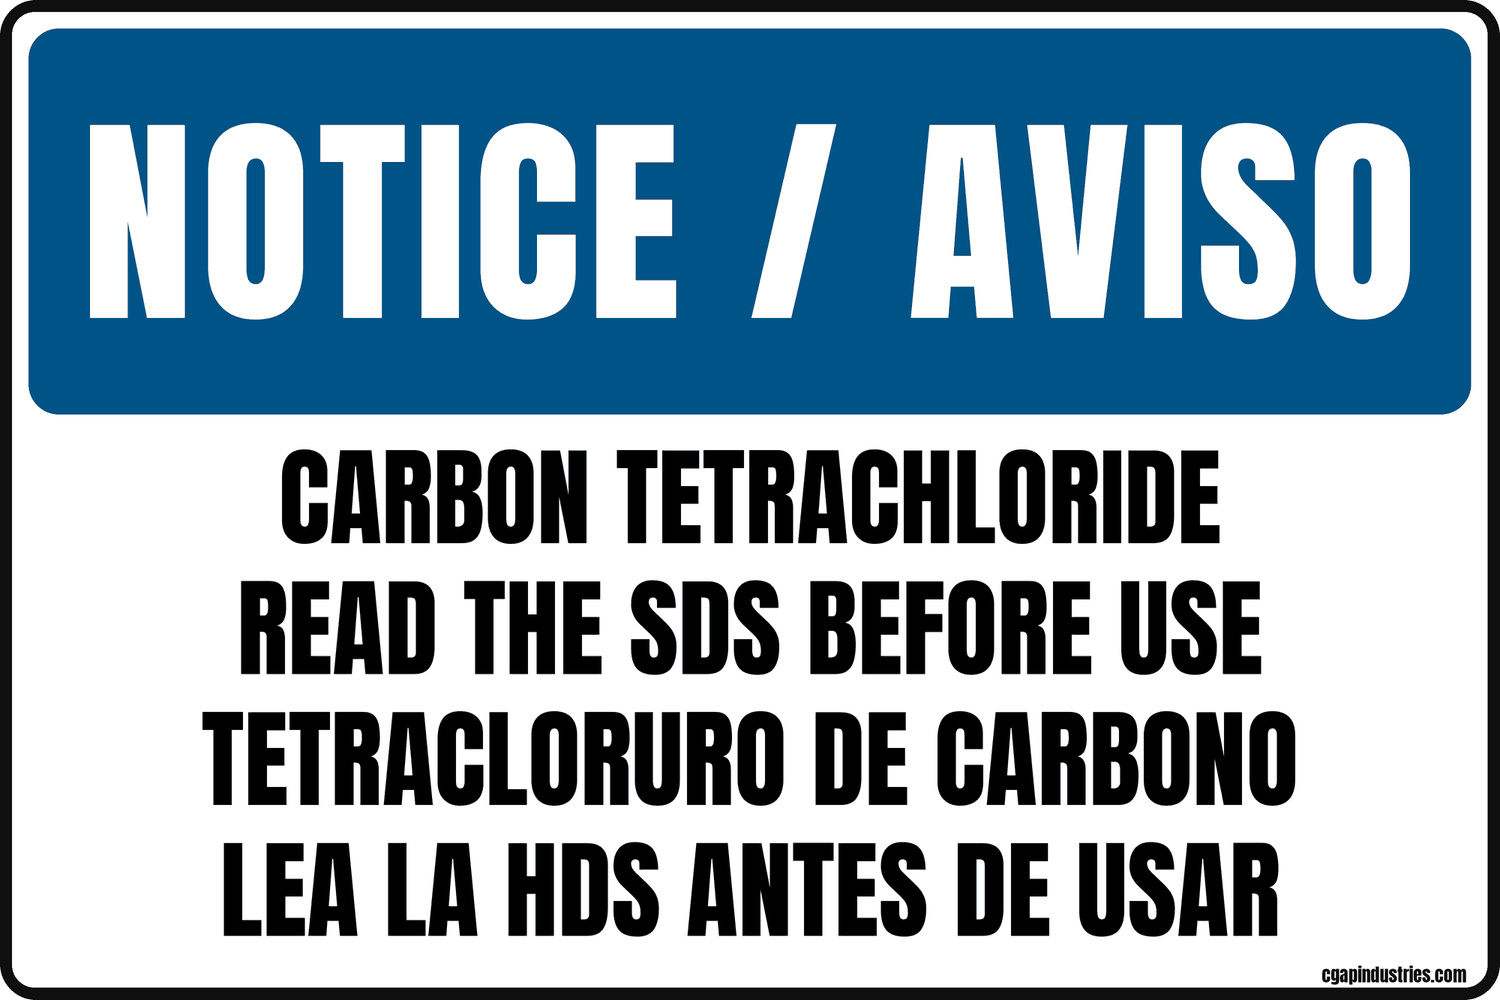 NOTICE / AVISO
CARBON TETRACHLORIDE
READ THE SDS BEFORE USE
TETRACLORURO DE CARBONO
LEA LA HDS ANTES DE USAR
cgapindustries.com